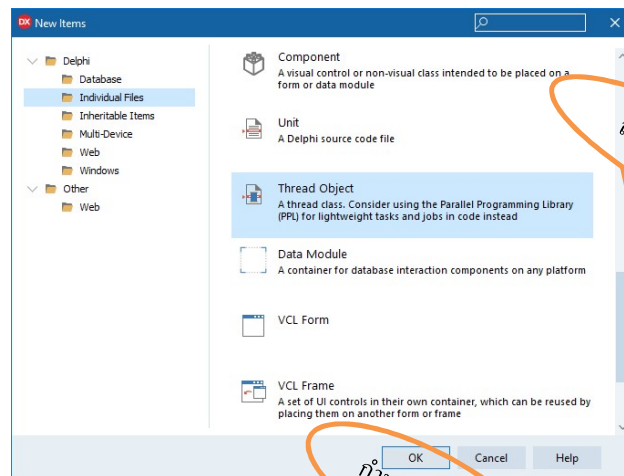 New Items
Delphi
Database
Individual Files
Inheritable Items
Multi-Device
Web
Windows
Other
Web
Component
A visual control or non-visual class intended to be placed on a
form or data module
Unit
A Delphi source code file
Thread Object
A thread class. Consider using the Parallel Programming Library
(PPL) for lightweight tasks and jobs in code instead
Data Module
A container for database interaction components on any platform
VCL Form
VCL Frame
A set of UI controls in their own container, which can be reused by
placing them on another form or frame
OK
Cancel
Help